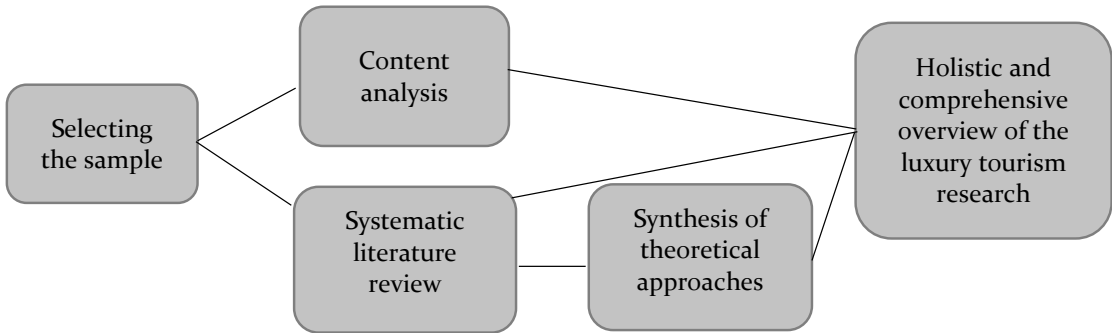 Selecting
the sample
Content
analysis
Systematic
literature
review
Synthesis of
theoretical
approaches
Holistic and
comprehensive
overview of the
luxury tourism
research